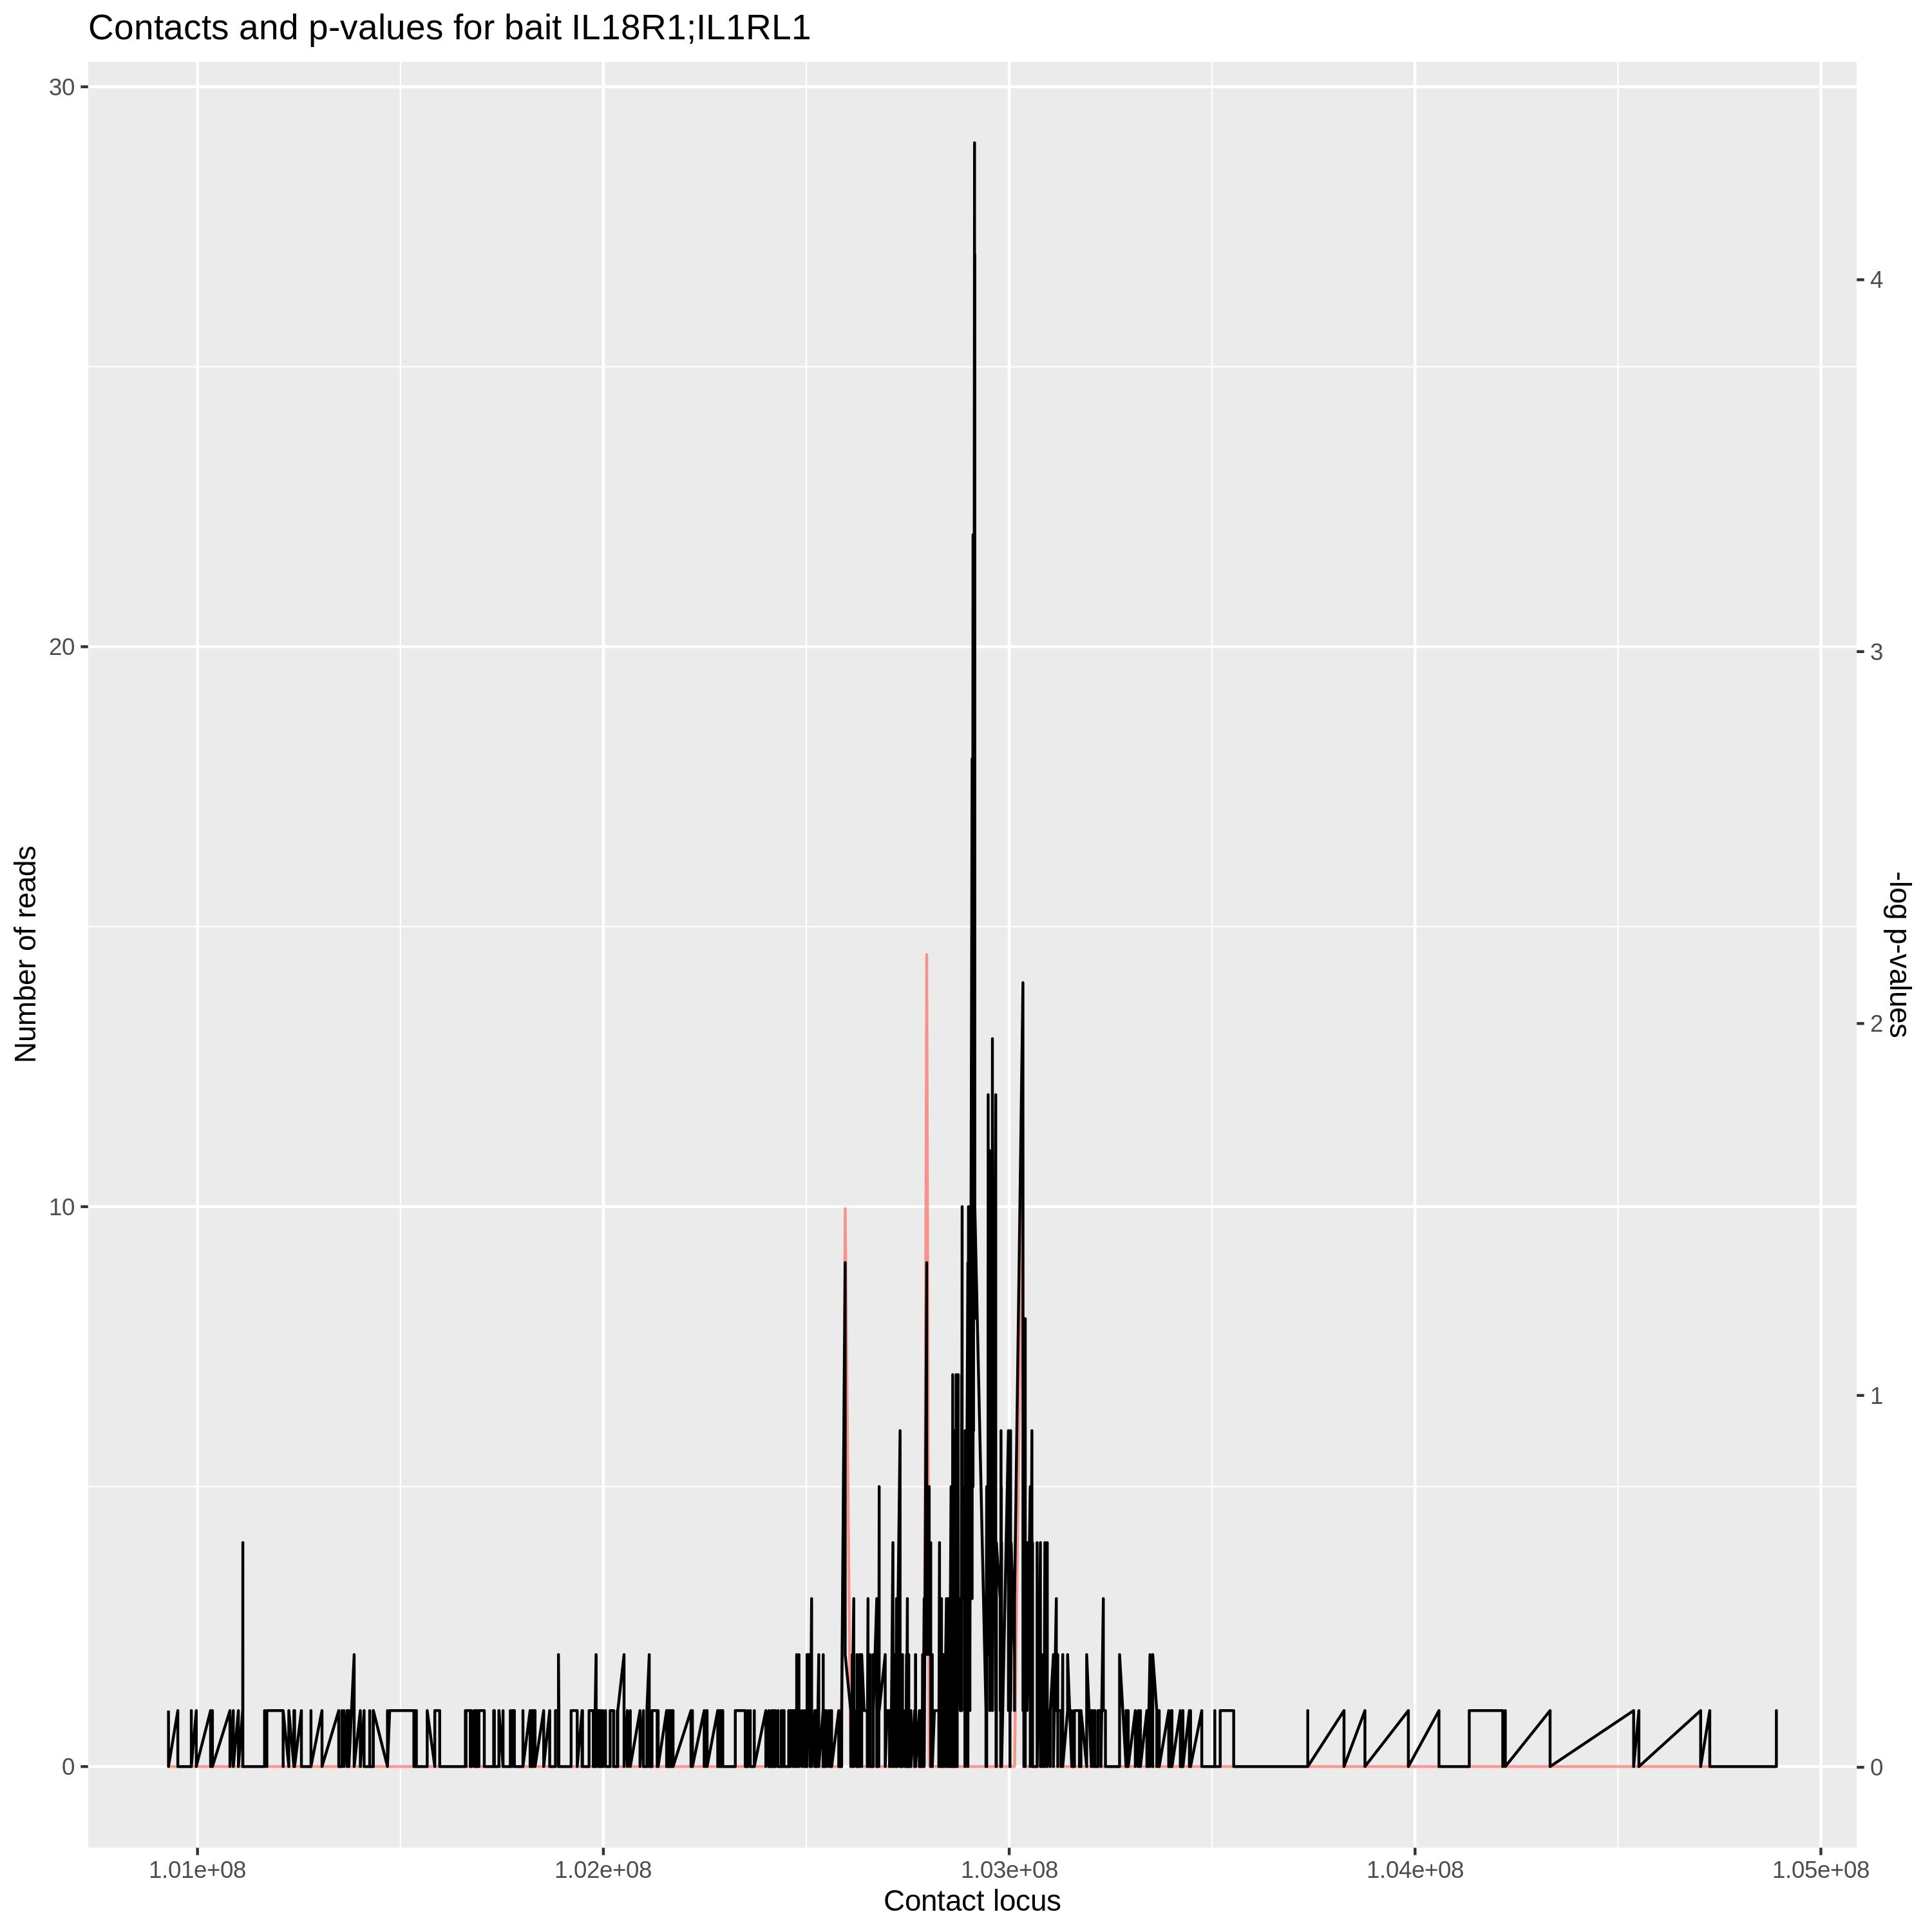 Contacts and p-values for bait IL18R1;IL1RL1
30
20
10
0
Number of reads
4
3
2
1
0
-log p-values
1.01e+08
1.02e+08
1.03e+08
1.04e+08
1.05e+08
Contact locus